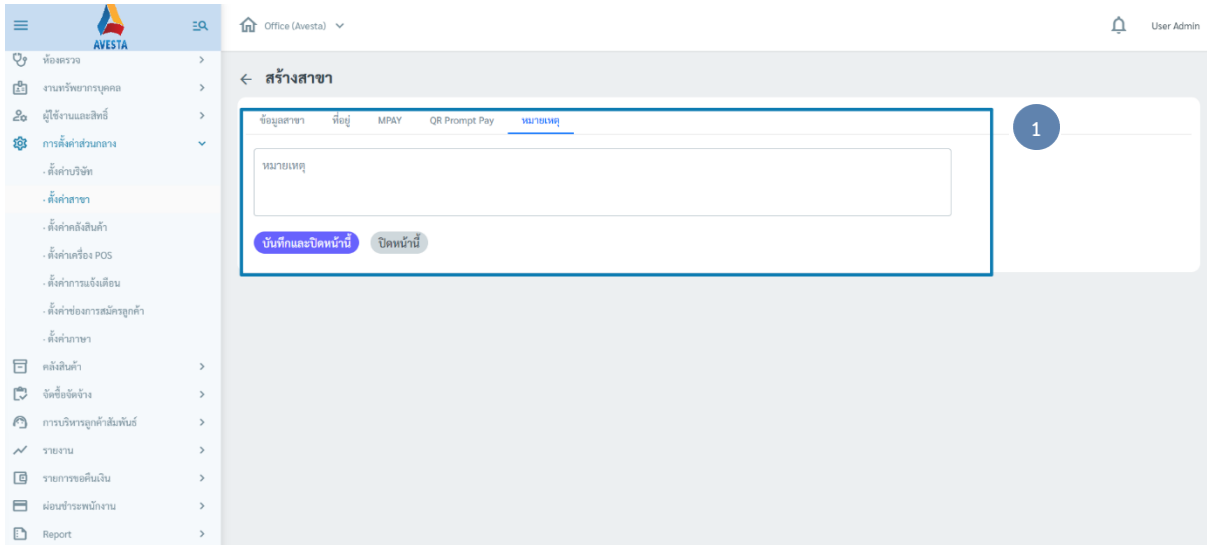 AVESTA
Office (Avesta)
User Admin
ห้องตรวจ
งานทรัพยากรบุคคล
ผู้ใช้งานและสิทธิ์
การตั้งค่าส่วนกลาง
- ตั้งค่าบริษัท
- ตั้งค่าสาขา
- ตั้งค่าคลังสินค้า
- ตั้งค่าเครื่อง POS
- ตั้งค่าการแจ้งเตือน
- ตั้งค่าช่องการสมัครลูกค้า
- ตั้งค่าภาษา
คลังสินค้า
จัดซื้อจัดจ้าง
การบริหารลูกค้าสัมพันธ์
รายงาน
รายการขอคืนเงิน
ผ่อนชำระพนักงาน
Report
สร้างสาขา
ข้อมูลสาขา ที่อยู่ MPAY QR Prompt Pay หมายเหตุ
1
หมายเหตุ
บันทึกและปิดหน้านี้ ปิดหน้านี้